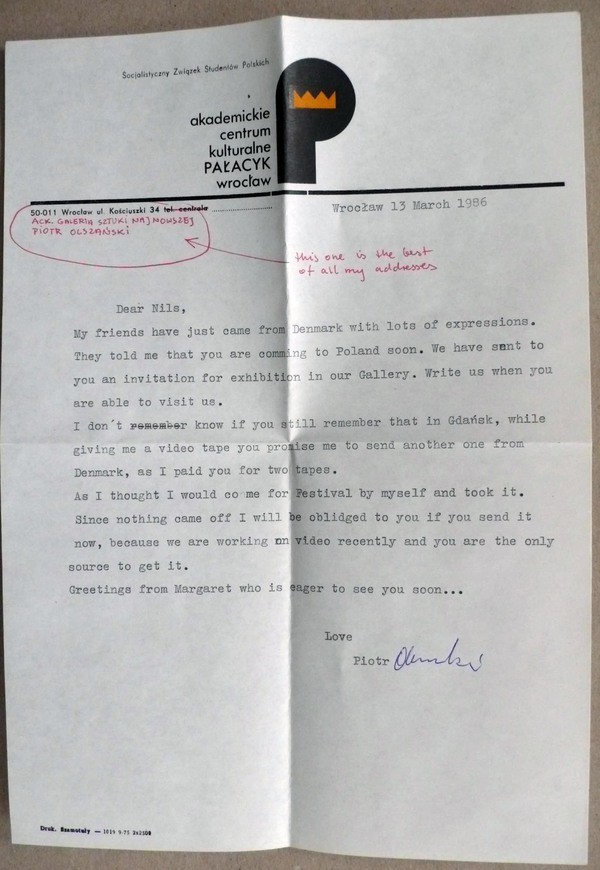 Socjalistyczny Związek Studentów Polskich
akademickie
centrum
kulturalne
PAŁACYK
wrocław
50-011 Wrocław ul. Kościuszki 34 tel. centrala
ACK. GALERIA SZTUKI NAJNOWSZEJ
PIOTR OLSZAŃSKI
Wrocław 13 March 1986
this one is the best
of all my addresses
Dear Nils,
My friends have just came from Denmark with lots of expressions.
They told me that you are comming to Poland soon. We have sent to
you an invitation for exhibition in our Gallery. Write us when you
are able to visit us.
I don´t remember know if you still remember that in Gdańsk, while
giving me a video tape you promise me to send another one from
Denmark, as I paid you for two tapes.
As I thought I would co me for Festival by myself and took it.
Since nothing came off I will be oblidged to you if you send it
now, because we are working on video recently and you are the only
source to get it.
Greetings from Margaret who is eager to see you soon...
Love
Piotr
Druk. Szamotuły — 1019 9-75